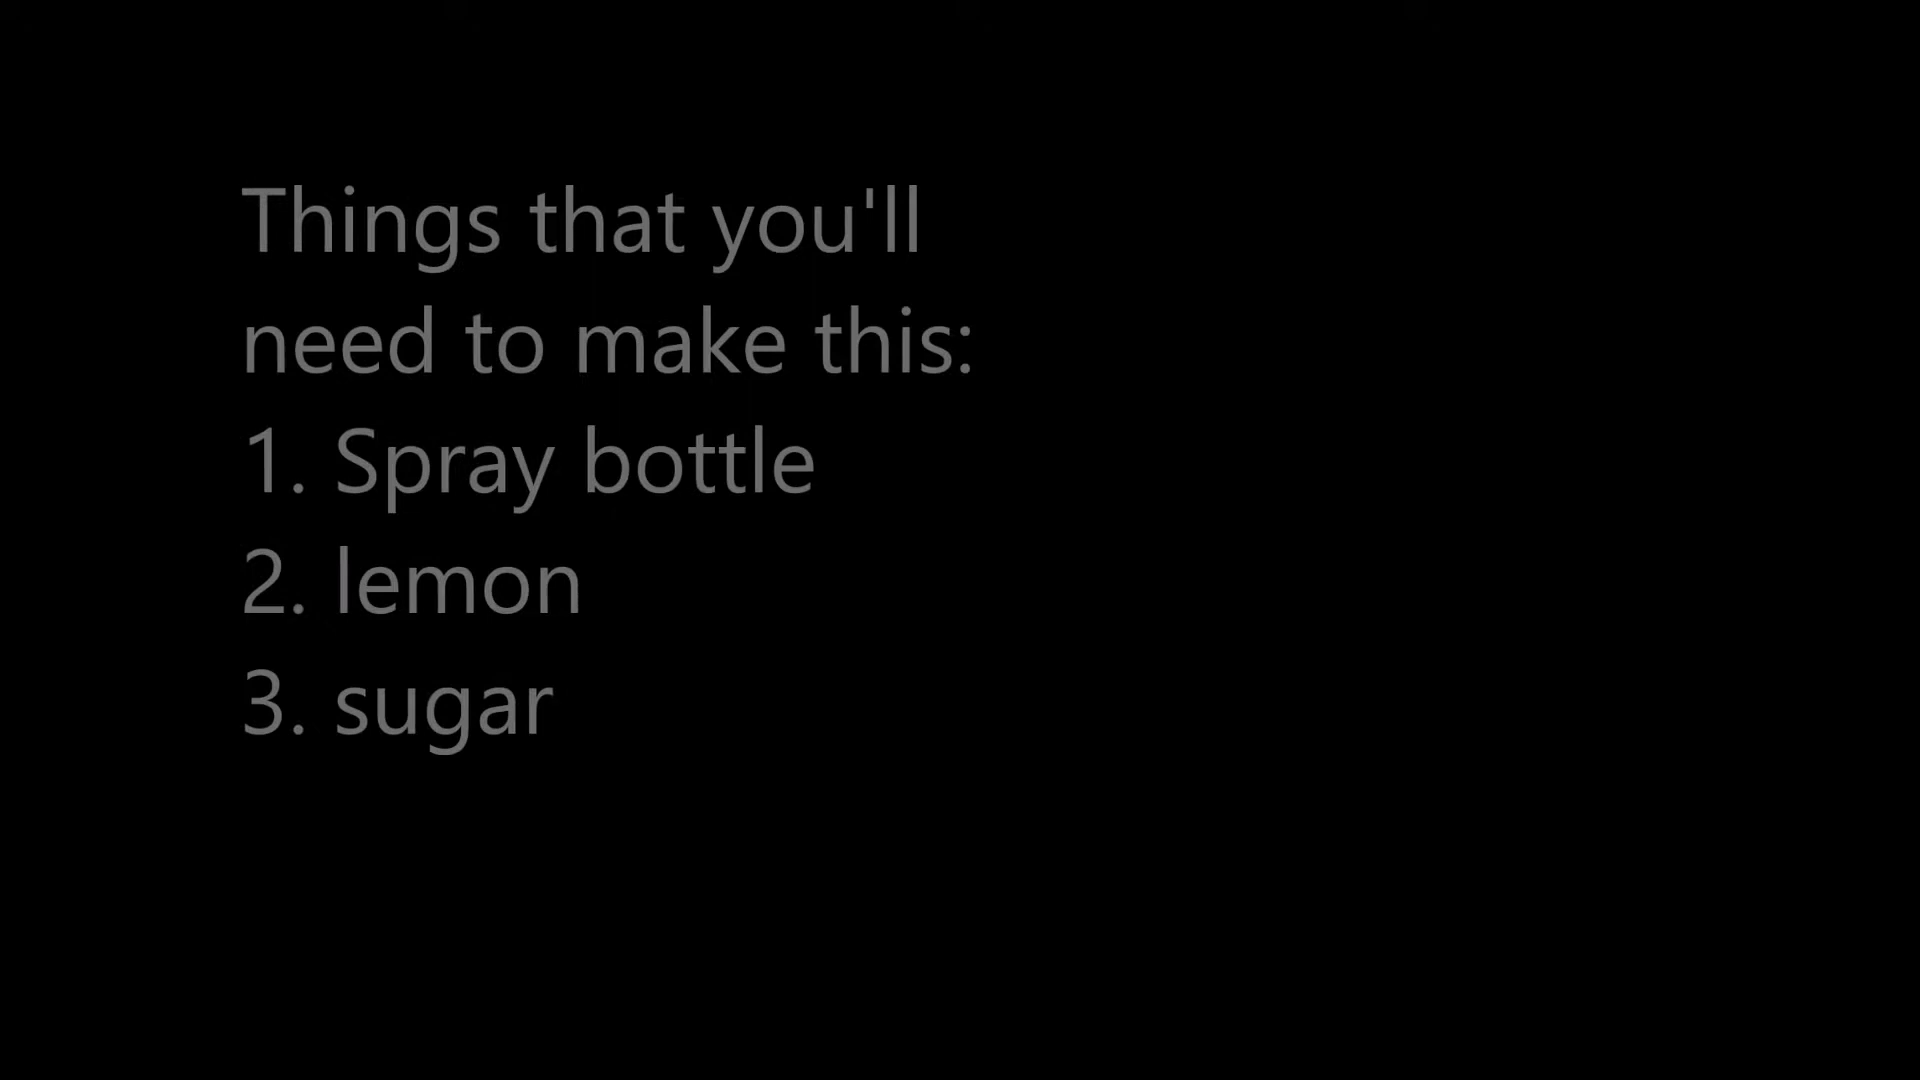 Things that you'll
need to make this:
1. Spray bottle
2. lemon
3. sugar